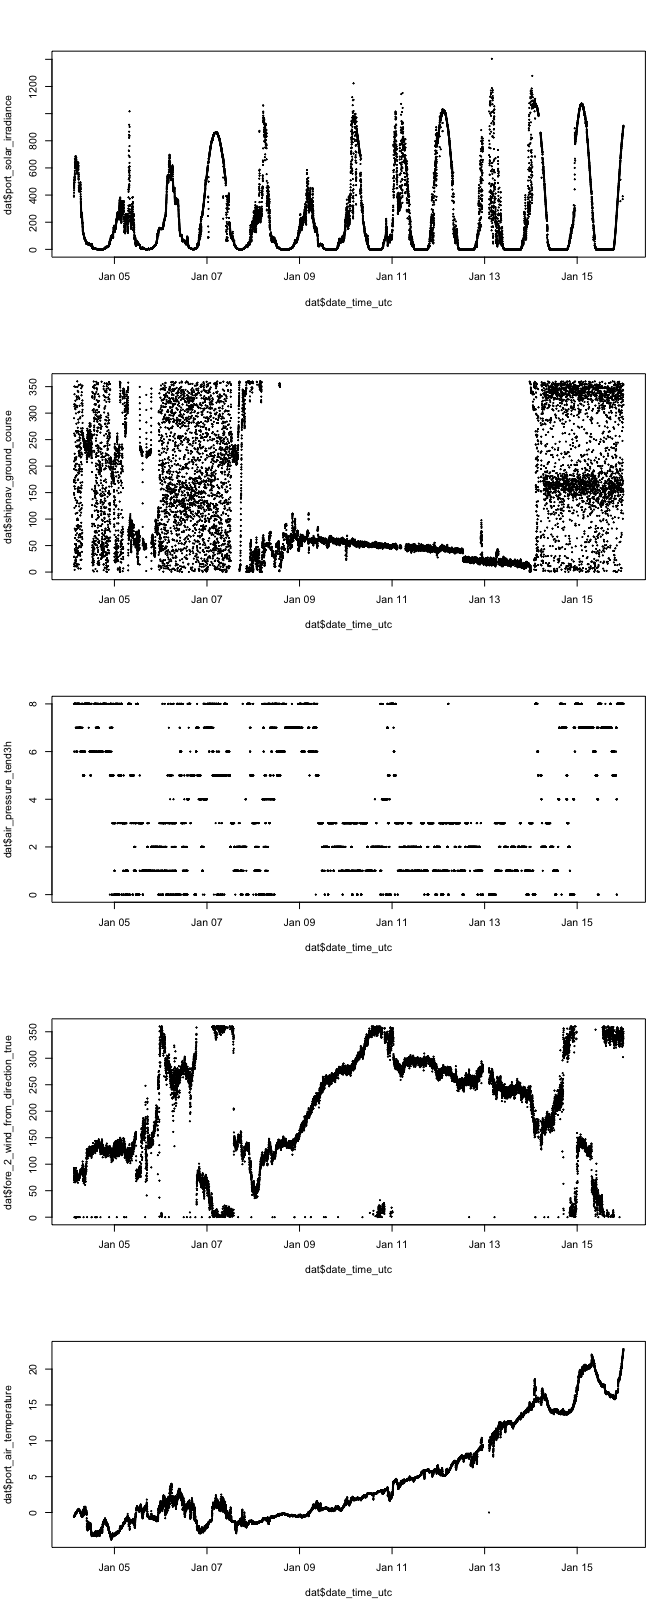 dat$port_solar_irradiance
0 200 400 600 800 1200
Jan 05 Jan 07 Jan 09 Jan 11 Jan 13 Jan 15
dat$date_time_utc
dat$shipnav_ground_course
0 50 100 150 200 250 300 350
Jan 05 Jan 07 Jan 09 Jan 11 Jan 13 Jan 15
dat$date_time_utc
dat$air_pressure_tend3h
0 2 4 6 8
Jan 05 Jan 07 Jan 09 Jan 11 Jan 13 Jan 15
dat$date_time_utc
dat$fore_2_wind_from_direction_true
0 50 100 150 200 250 300 350
Jan 05 Jan 07 Jan 09 Jan 11 Jan 13 Jan 15
dat$date_time_utc
dat$port_air_temperature
0 5 10 15 20
Jan 05 Jan 07 Jan 09 Jan 11 Jan 13 Jan 15
dat$date_time_utc